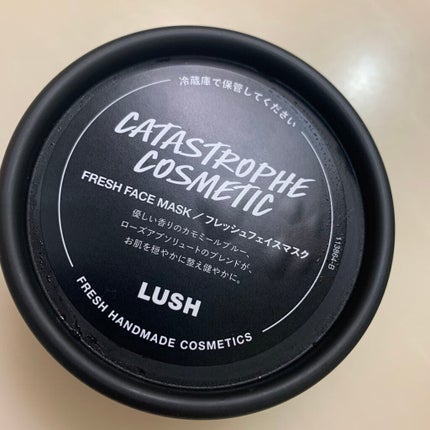 冷蔵庫で保管してください
CATASTROPHE
COSMETIC
FRESH FACE MASK / フレッシュフェイスマスク
優しい香りのカモミールブルー、
ローズアブソリュートのブレンドが、
お肌を穏やかに整え健やかに。
LUSH
FRESH HANDMADE COSMETICS
113864-B